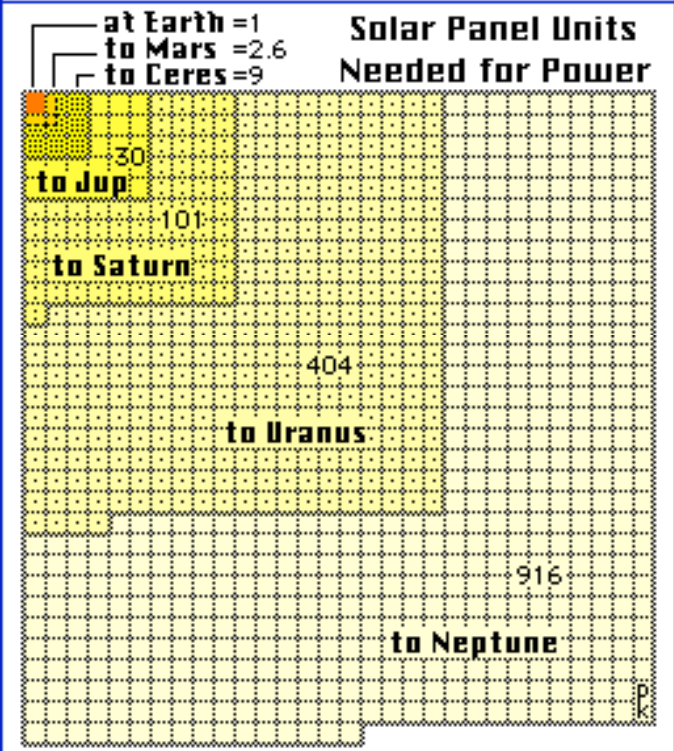 at Earth =1
to Mars =2.6
to Ceres =9
Solar Panel Units
Needed for Power
30
to Jup
101
to Saturn
404
to Uranus
916
to Neptune
PK